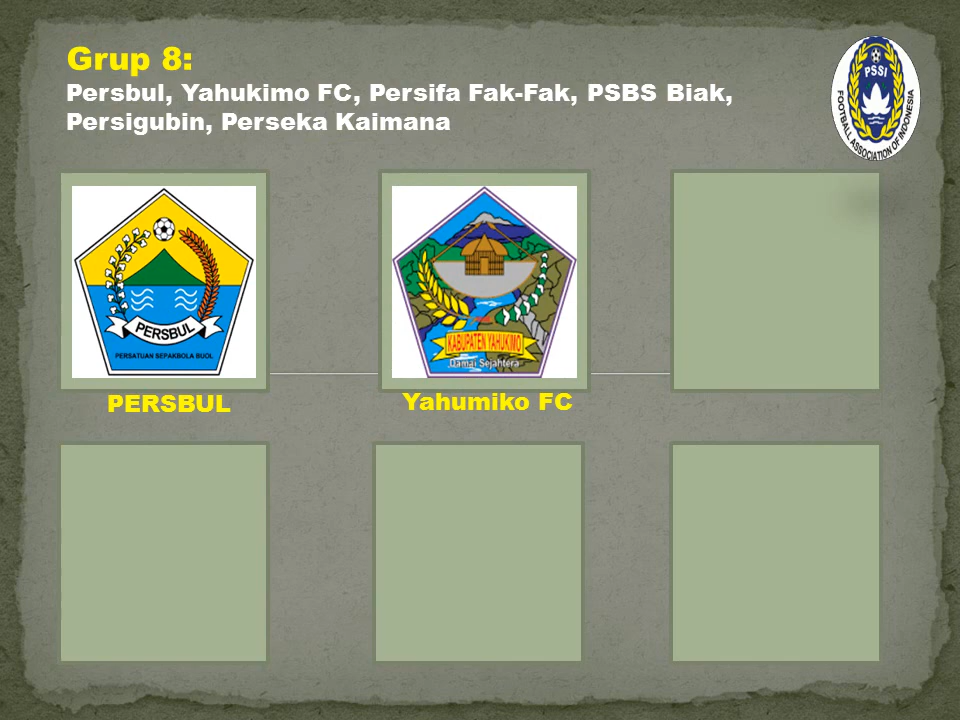 Grup 8:
Persbul, Yahukimo FC, Persifa Fak-Fak, PSBS Biak,
Persigubin, Perseka Kaimana
PSSI
FOOTBALL ASSOCIATION OF INDONESIA
PERSBUL
PERSATUAN SEPAKBOLA BUOL
KABUPATEN YAHUKIMO
Damai Sejahtera
PERSBUL
Yahumiko FC